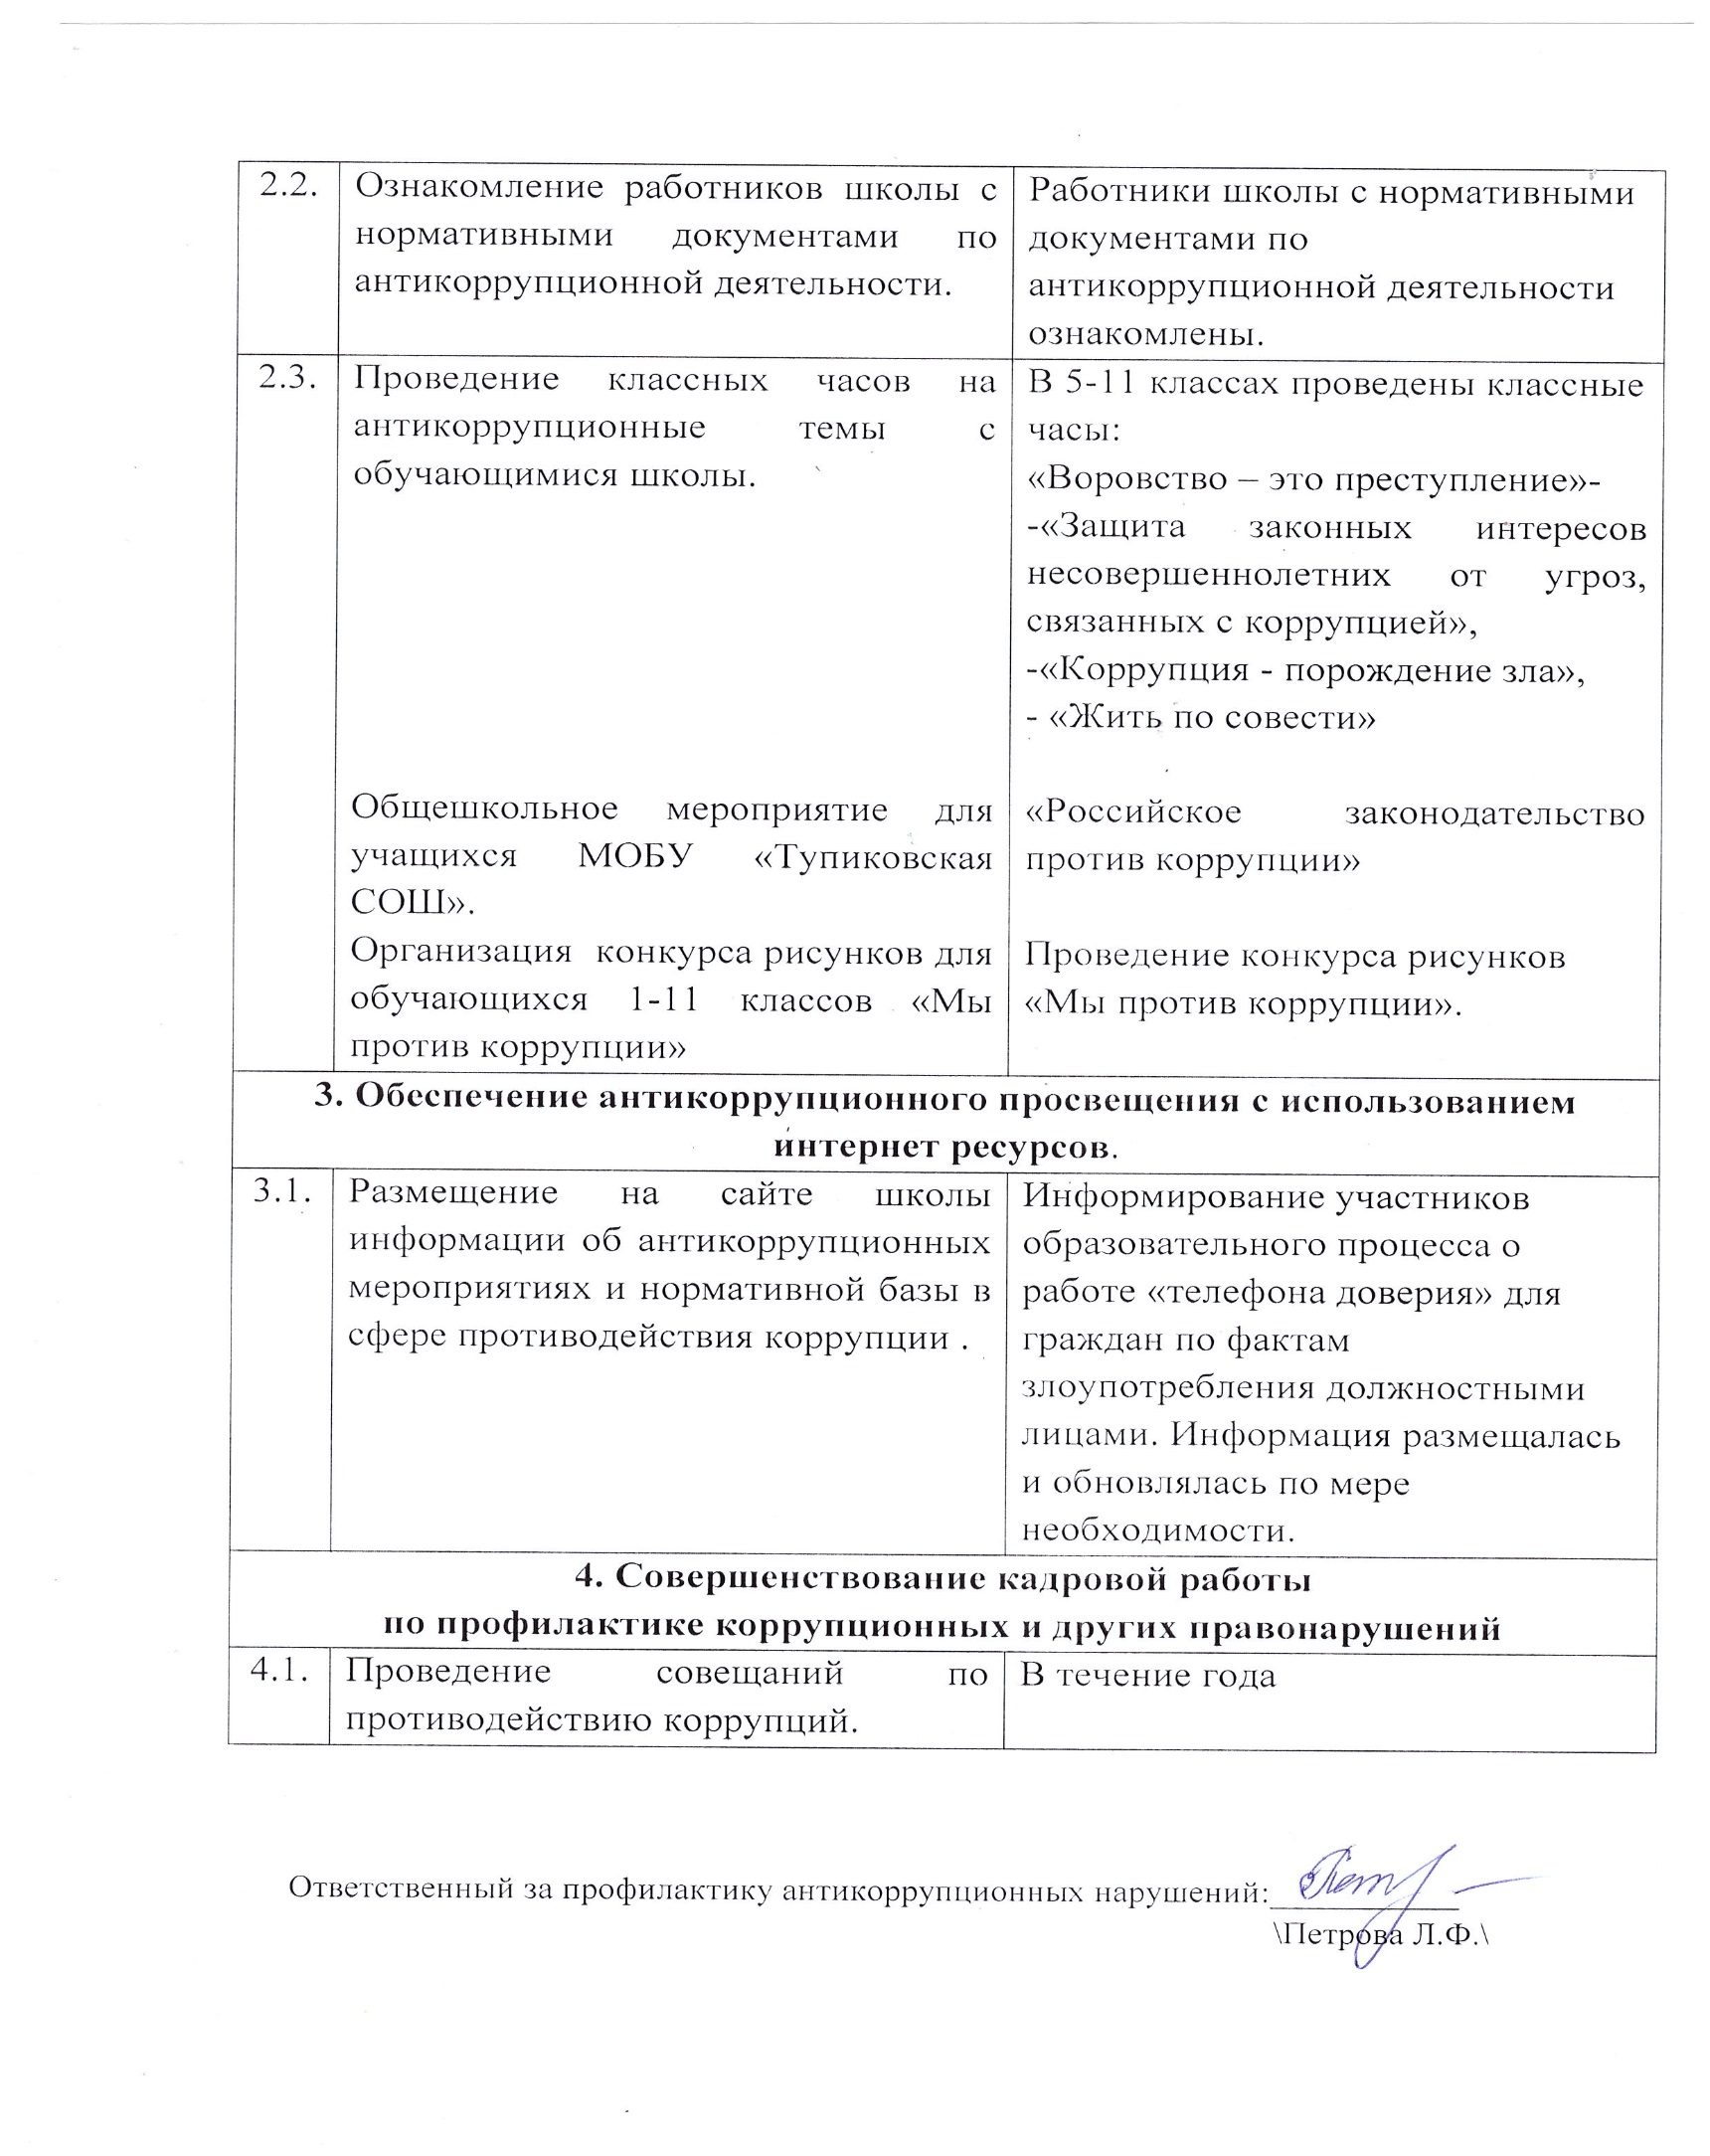 2.2.
Ознакомление работников школы с
нормативными документами по
антикоррупционной деятельности.
Работники школы с нормативными
документами по
антикоррупционной деятельности
ознакомлены.
2.3.
Проведение классных часов на
антикоррупционные темы с
обучающимися школы.
В 5-11 классах проведены классные
часы:
«Воровство – это преступление»-
-«Защита законных интересов
несовершеннолетних от угроз,
связанных с коррупцией»,
-«Коррупция - порождение зла»,
- «Жить по совести»
Общешкольное мероприятие для
учащихся МОБУ «Тупиковская
СОШ».
«Российское законодательство
против коррупции»
Организация конкурса рисунков для
обучающихся 1-11 классов «Мы
против коррупции»
Проведение конкурса рисунков
«Мы против коррупции».
3. Обеспечение антикоррупционного просвещения с использованием
интернет ресурсов.
3.1.
Размещение на сайте школы
информации об антикоррупционных
мероприятиях и нормативной базы в
сфере противодействия коррупции .
Информирование участников
образовательного процесса о
работе «телефона доверия» для
граждан по фактам
злоупотребления должностными
лицами. Информация размещалась
и обновлялась по мере
необходимости.
4. Совершенствование кадровой работы
по профилактике коррупционных и других правонарушений
4.1.
Проведение совещаний по
противодействию коррупций.
В течение года
Ответственный за профилактику антикоррупционных нарушений:
\Петрова Л.Ф.\